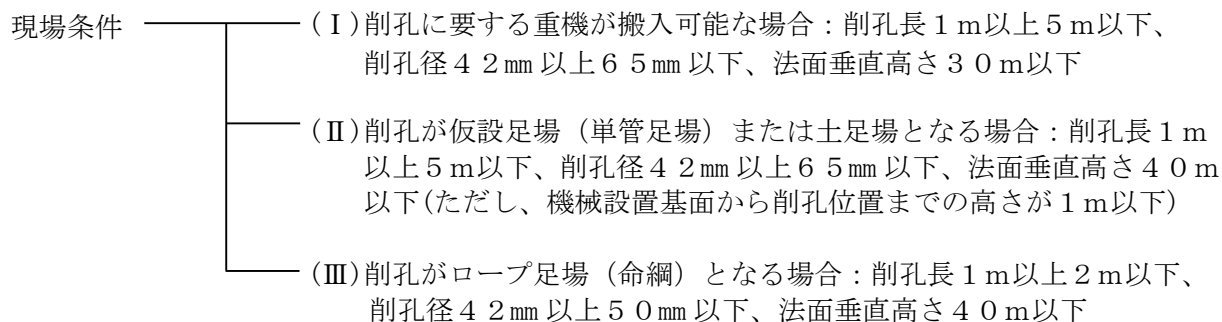 現場条件
(Ⅰ)削孔に要する重機が搬入可能な場合：削孔長１ｍ以上５ｍ以下、
削孔径４２㎜以上６５㎜以下、法面垂直高さ３０ｍ以下
(Ⅱ)削孔が仮設足場（単管足場）または土足場となる場合：削孔長１ｍ
以上５ｍ以下、削孔径４２㎜以上６５㎜以下、法面垂直高さ４０ｍ
以下(ただし、機械設置基面から削孔位置までの高さが１ｍ以下)
(Ⅲ)削孔がロープ足場（命綱）となる場合：削孔長１ｍ以上２ｍ以下、
削孔径４２㎜以上５０㎜以下、法面垂直高さ４０ｍ以下